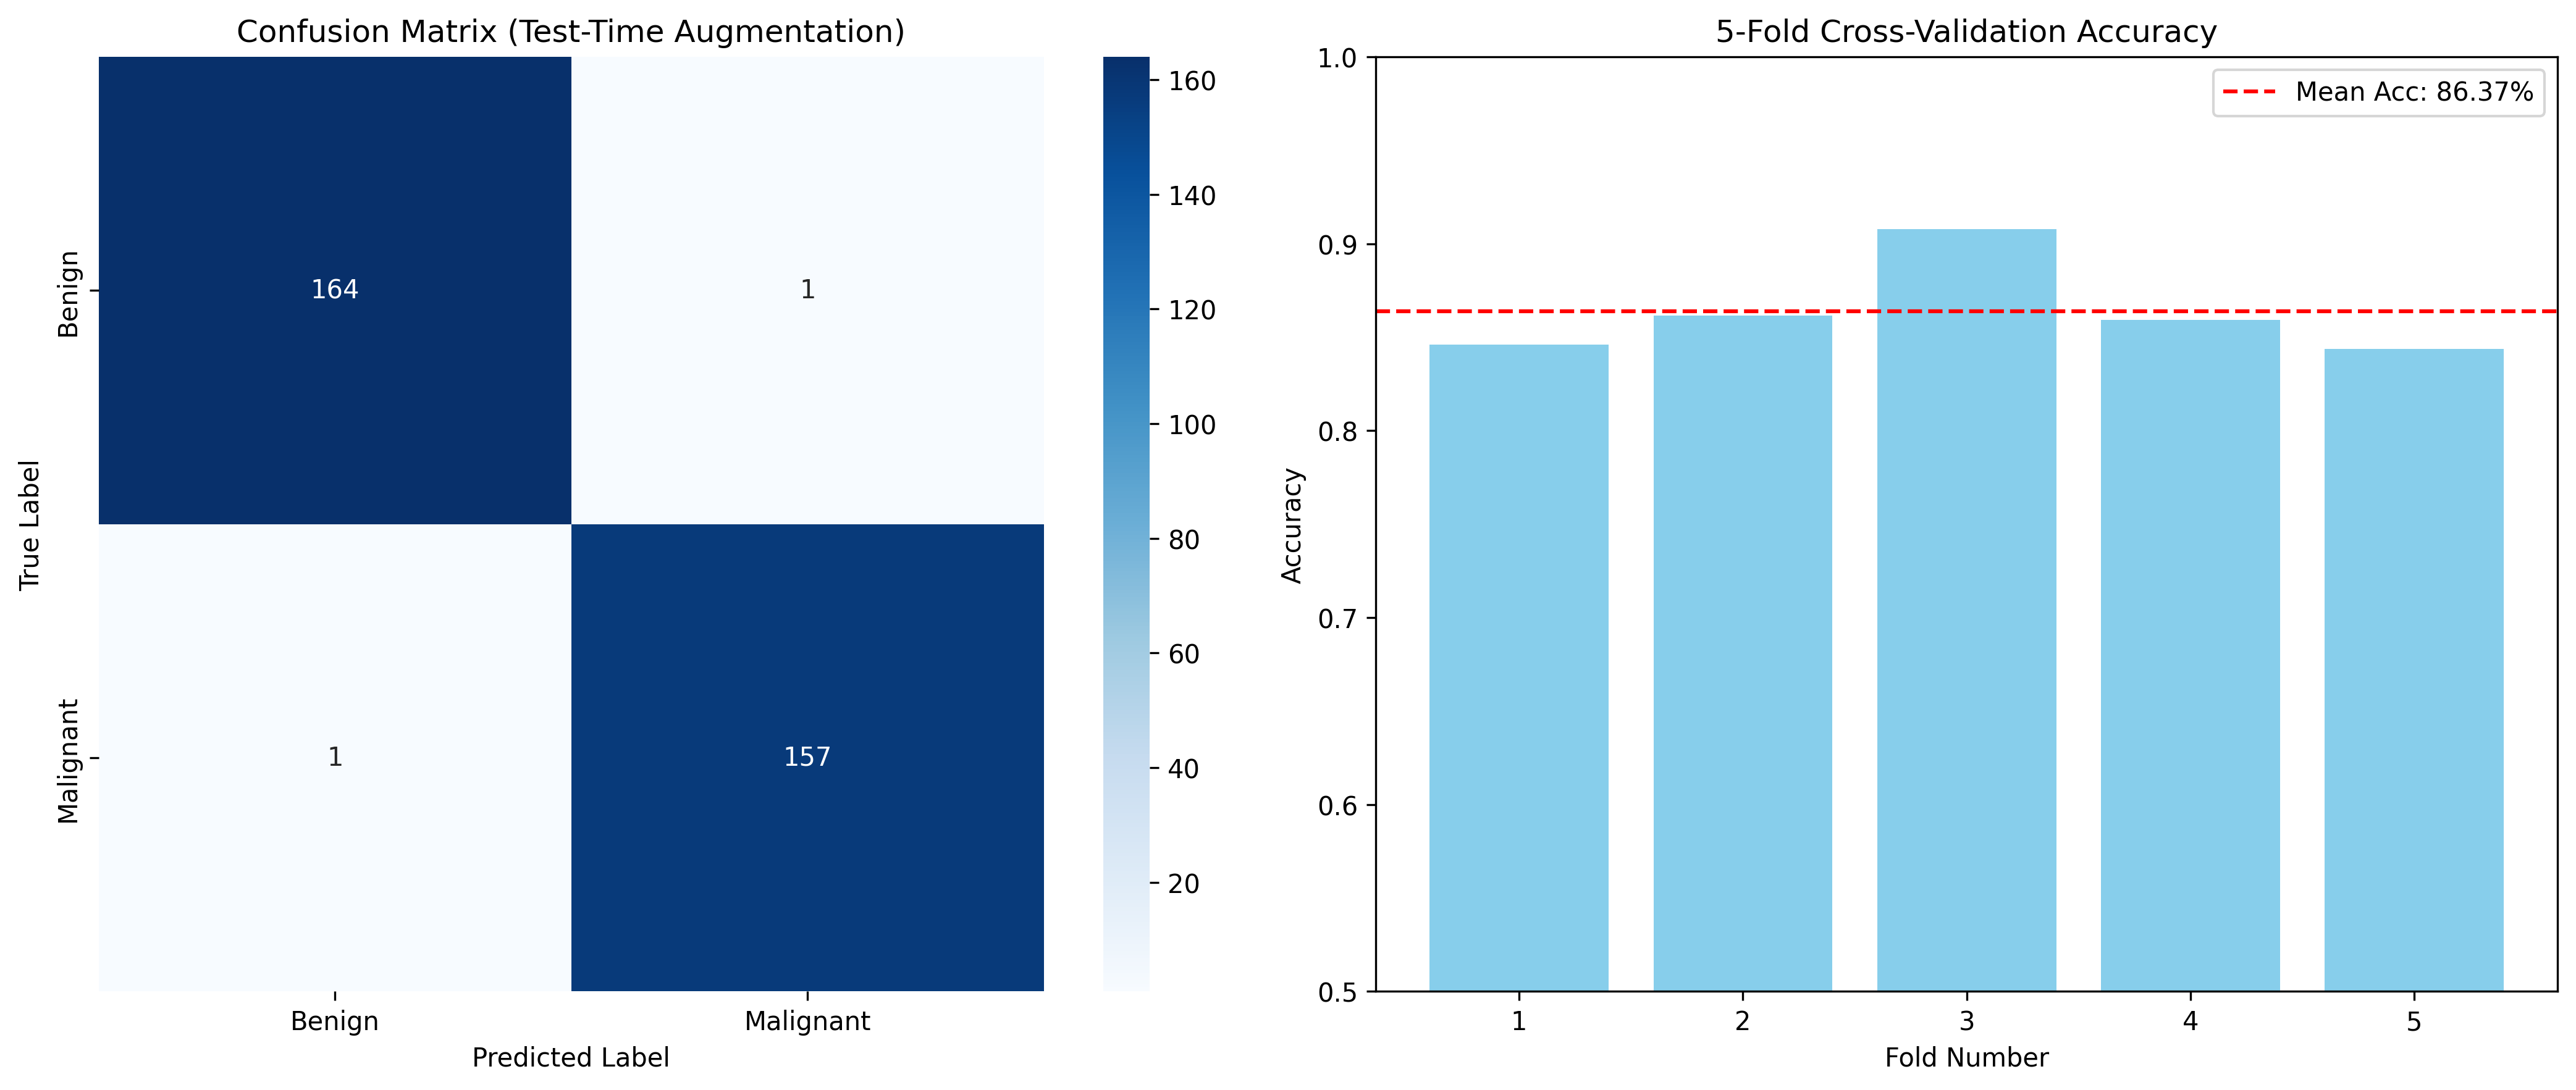 Confusion Matrix (Test-Time Augmentation)
True Label
Benign
Malignant
164
1
1
157
Benign
Malignant
Predicted Label
160
140
120
100
80
60
40
20
5-Fold Cross-Validation Accuracy
Mean Acc: 86.37%
Accuracy
1.0
0.9
0.8
0.7
0.6
0.5
1
2
3
4
5
Fold Number